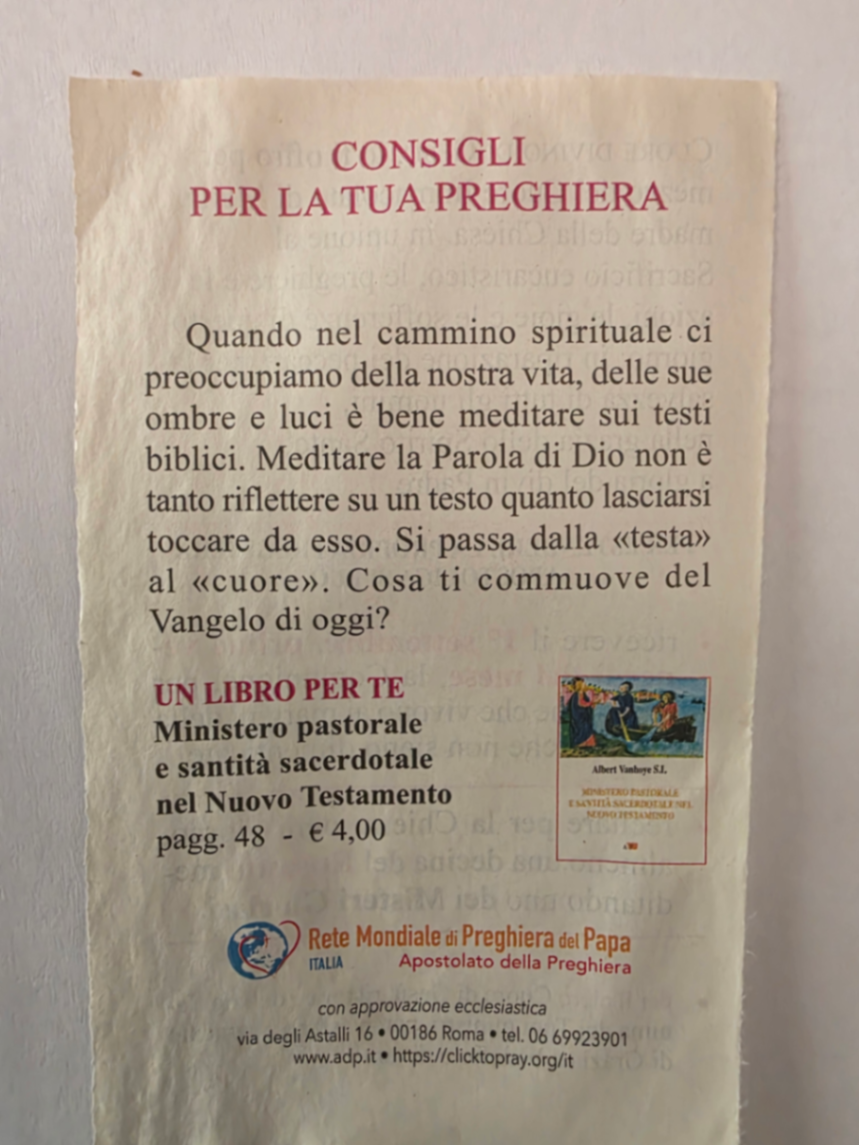 CONSIGLI
PER LA TUA PREGHIERA
Quando nel cammino spirituale ci
preoccupiamo della nostra vita, delle sue
ombre e luci è bene meditare sui testi
biblici. Meditare la Parola di Dio non è
tanto riflettere su un testo quanto lasciarsi
toccare da esso. Si passa dalla «testa»
al «cuore». Cosa ti commuove del
Vangelo di oggi?
UN LIBRO PER TE
Ministero pastorale
e santità sacerdotale
nel Nuovo Testamento
pagg. 48 - € 4,00
Albert Vanhoye S.I.
MINISTERO PASTORALE
E SANTITÀ SACERDOTALE NEL
NUOVO TESTAMENTO
Rete Mondiale di Preghiera del Papa
ITALIA Apostolato della Preghiera
con approvazione ecclesiastica
via degli Astalli 16 • 00186 Roma • tel. 06 69923901
www.adp.it • https://clicktopray.org/it